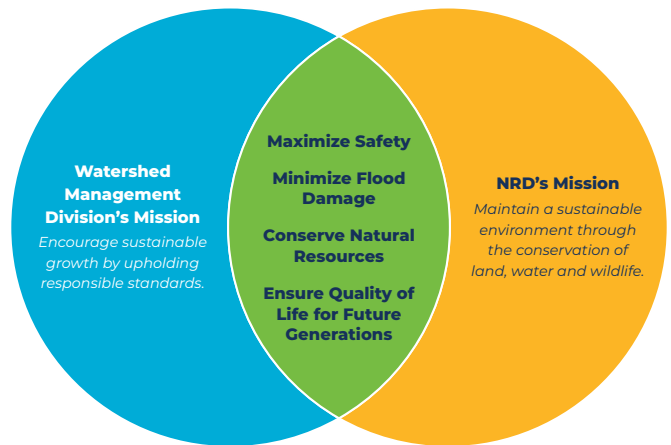 Watershed
Management
Division's Mission
Encourage sustainable
growth by upholding
responsible standards.
Maximize Safety
Minimize Flood
Damage
Conserve Natural
Resources
Ensure Quality of
Life for Future
Generations
NRD's Mission
Maintain a sustainable
environment through
the conservation of
land, water and wildlife.